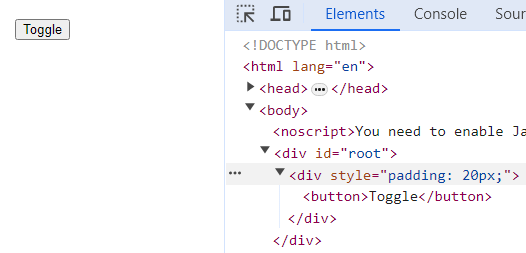 Toggle
Elements Console Sour
<!DOCTYPE html>
<html lang="en">
<head> ••• </head>
<body>
<noscript>You need to enable Ja
<div id="root">
••• <div style="padding: 20px;">
<button>Toggle</button>
</div>
</div>